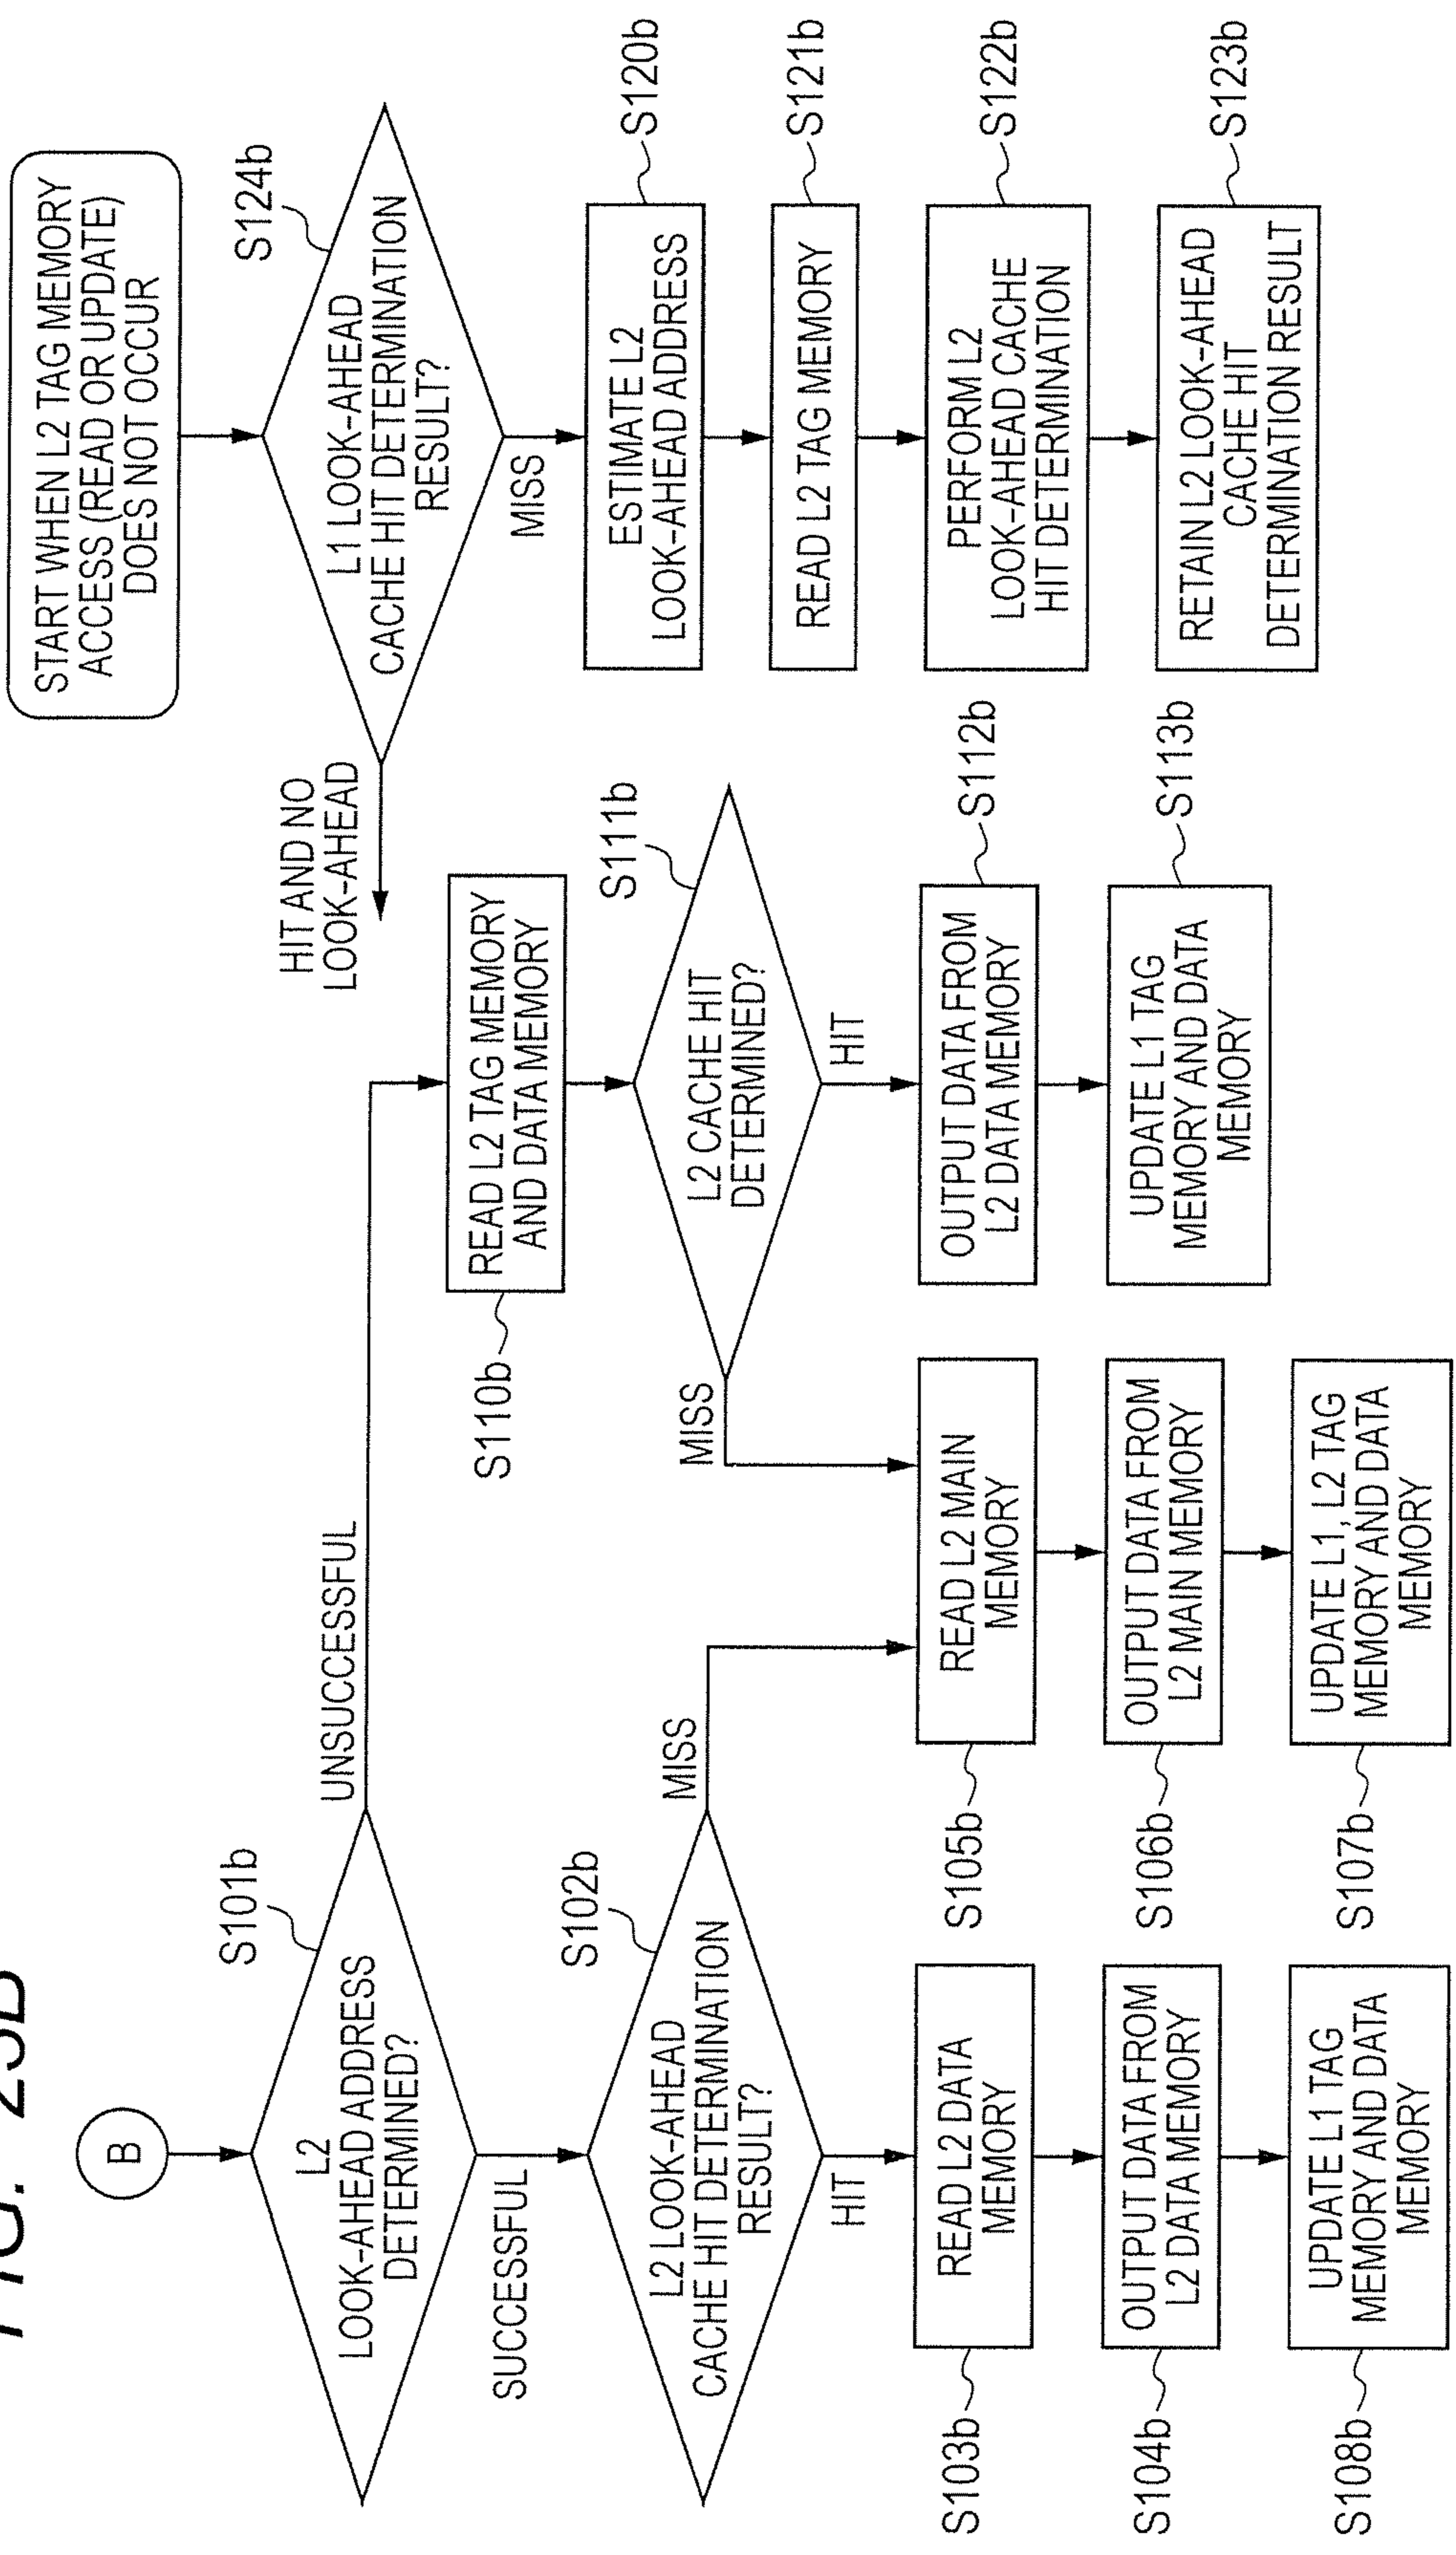 FIG. 23B
B
S101b
L2
LOOK-AHEAD ADDRESS
DETERMINED?
UNSUCCESSFUL
SUCCESSFUL
S102b
L2 LOOK-AHEAD
CACHE HIT DETERMINATION
RESULT?
MISS
HIT
S103b
READ L2 DATA
MEMORY
S104b
OUTPUT DATA FROM
L2 DATA MEMORY
S108b
UPDATE L1 TAG
MEMORY AND DATA
MEMORY
S105b
READ L2 MAIN
MEMORY
S106b
OUTPUT DATA FROM
L2 MAIN MEMORY
S107b
UPDATE L1, L2 TAG
MEMORY AND DATA
MEMORY
S110b
READ L2 TAG MEMORY
AND DATA MEMORY
S111b
L2 CACHE HIT
DETERMINED?
MISS
HIT
S112b
OUTPUT DATA FROM
L2 DATA MEMORY
S113b
UPDATE L1 TAG
MEMORY AND DATA
MEMORY
START WHEN L2 TAG MEMORY
ACCESS (READ OR UPDATE)
DOES NOT OCCUR
S124b
L1 LOOK-AHEAD
CACHE HIT DETERMINATION
RESULT?
HIT AND NO
LOOK-AHEAD
MISS
S120b
ESTIMATE L2
LOOK-AHEAD ADDRESS
S121b
READ L2 TAG MEMORY
S122b
PERFORM L2
LOOK-AHEAD CACHE
HIT DETERMINATION
S123b
RETAIN L2 LOOK-AHEAD
CACHE HIT
DETERMINATION RESULT